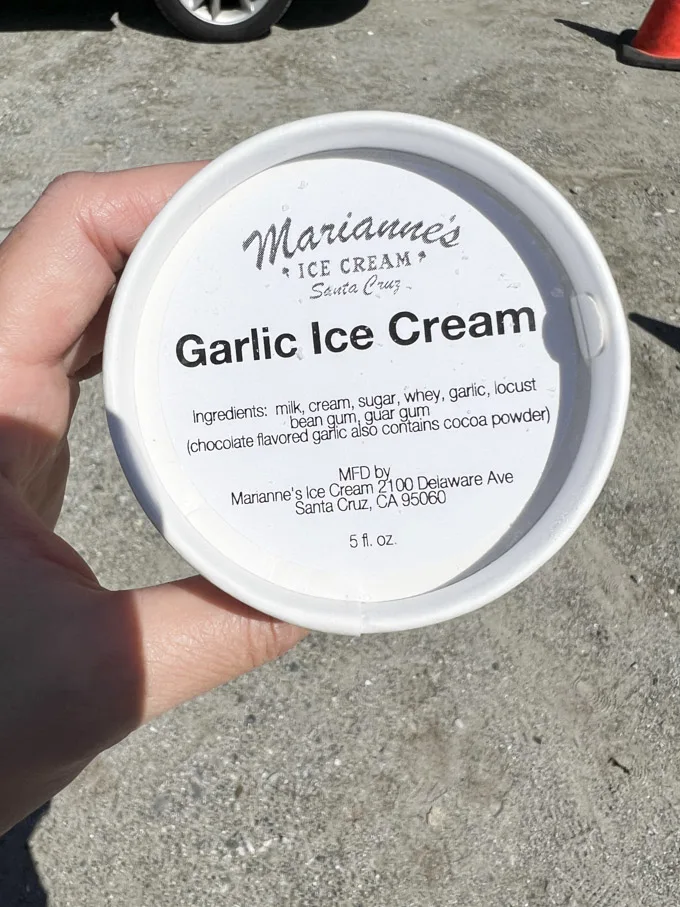 Marianne's
ICE CREAM
Santa Cruz
Garlic Ice Cream
ingredients: milk, cream, sugar, whey, garlic, locust
bean gum, guar gum
(chocolate flavored garlic also contains cocoa powder)
MFD by
Marianne's Ice Cream 2100 Delaware Ave
Santa Cruz, CA 95060
5 fl. oz.